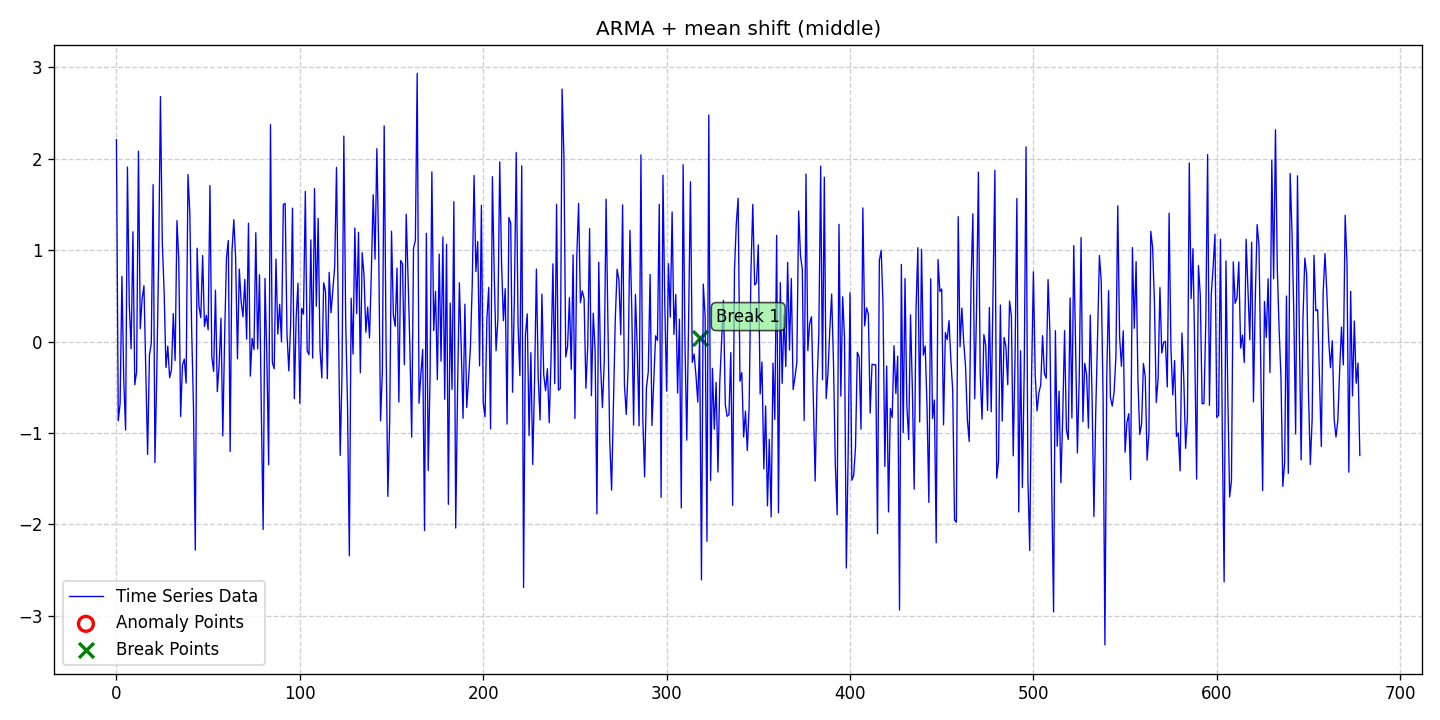 ARMA + mean shift (middle)
3
2
1
0
−1
−2
−3
Break 1
Time Series Data
Anomaly Points
Break Points
0 100 200 300 400 500 600 700